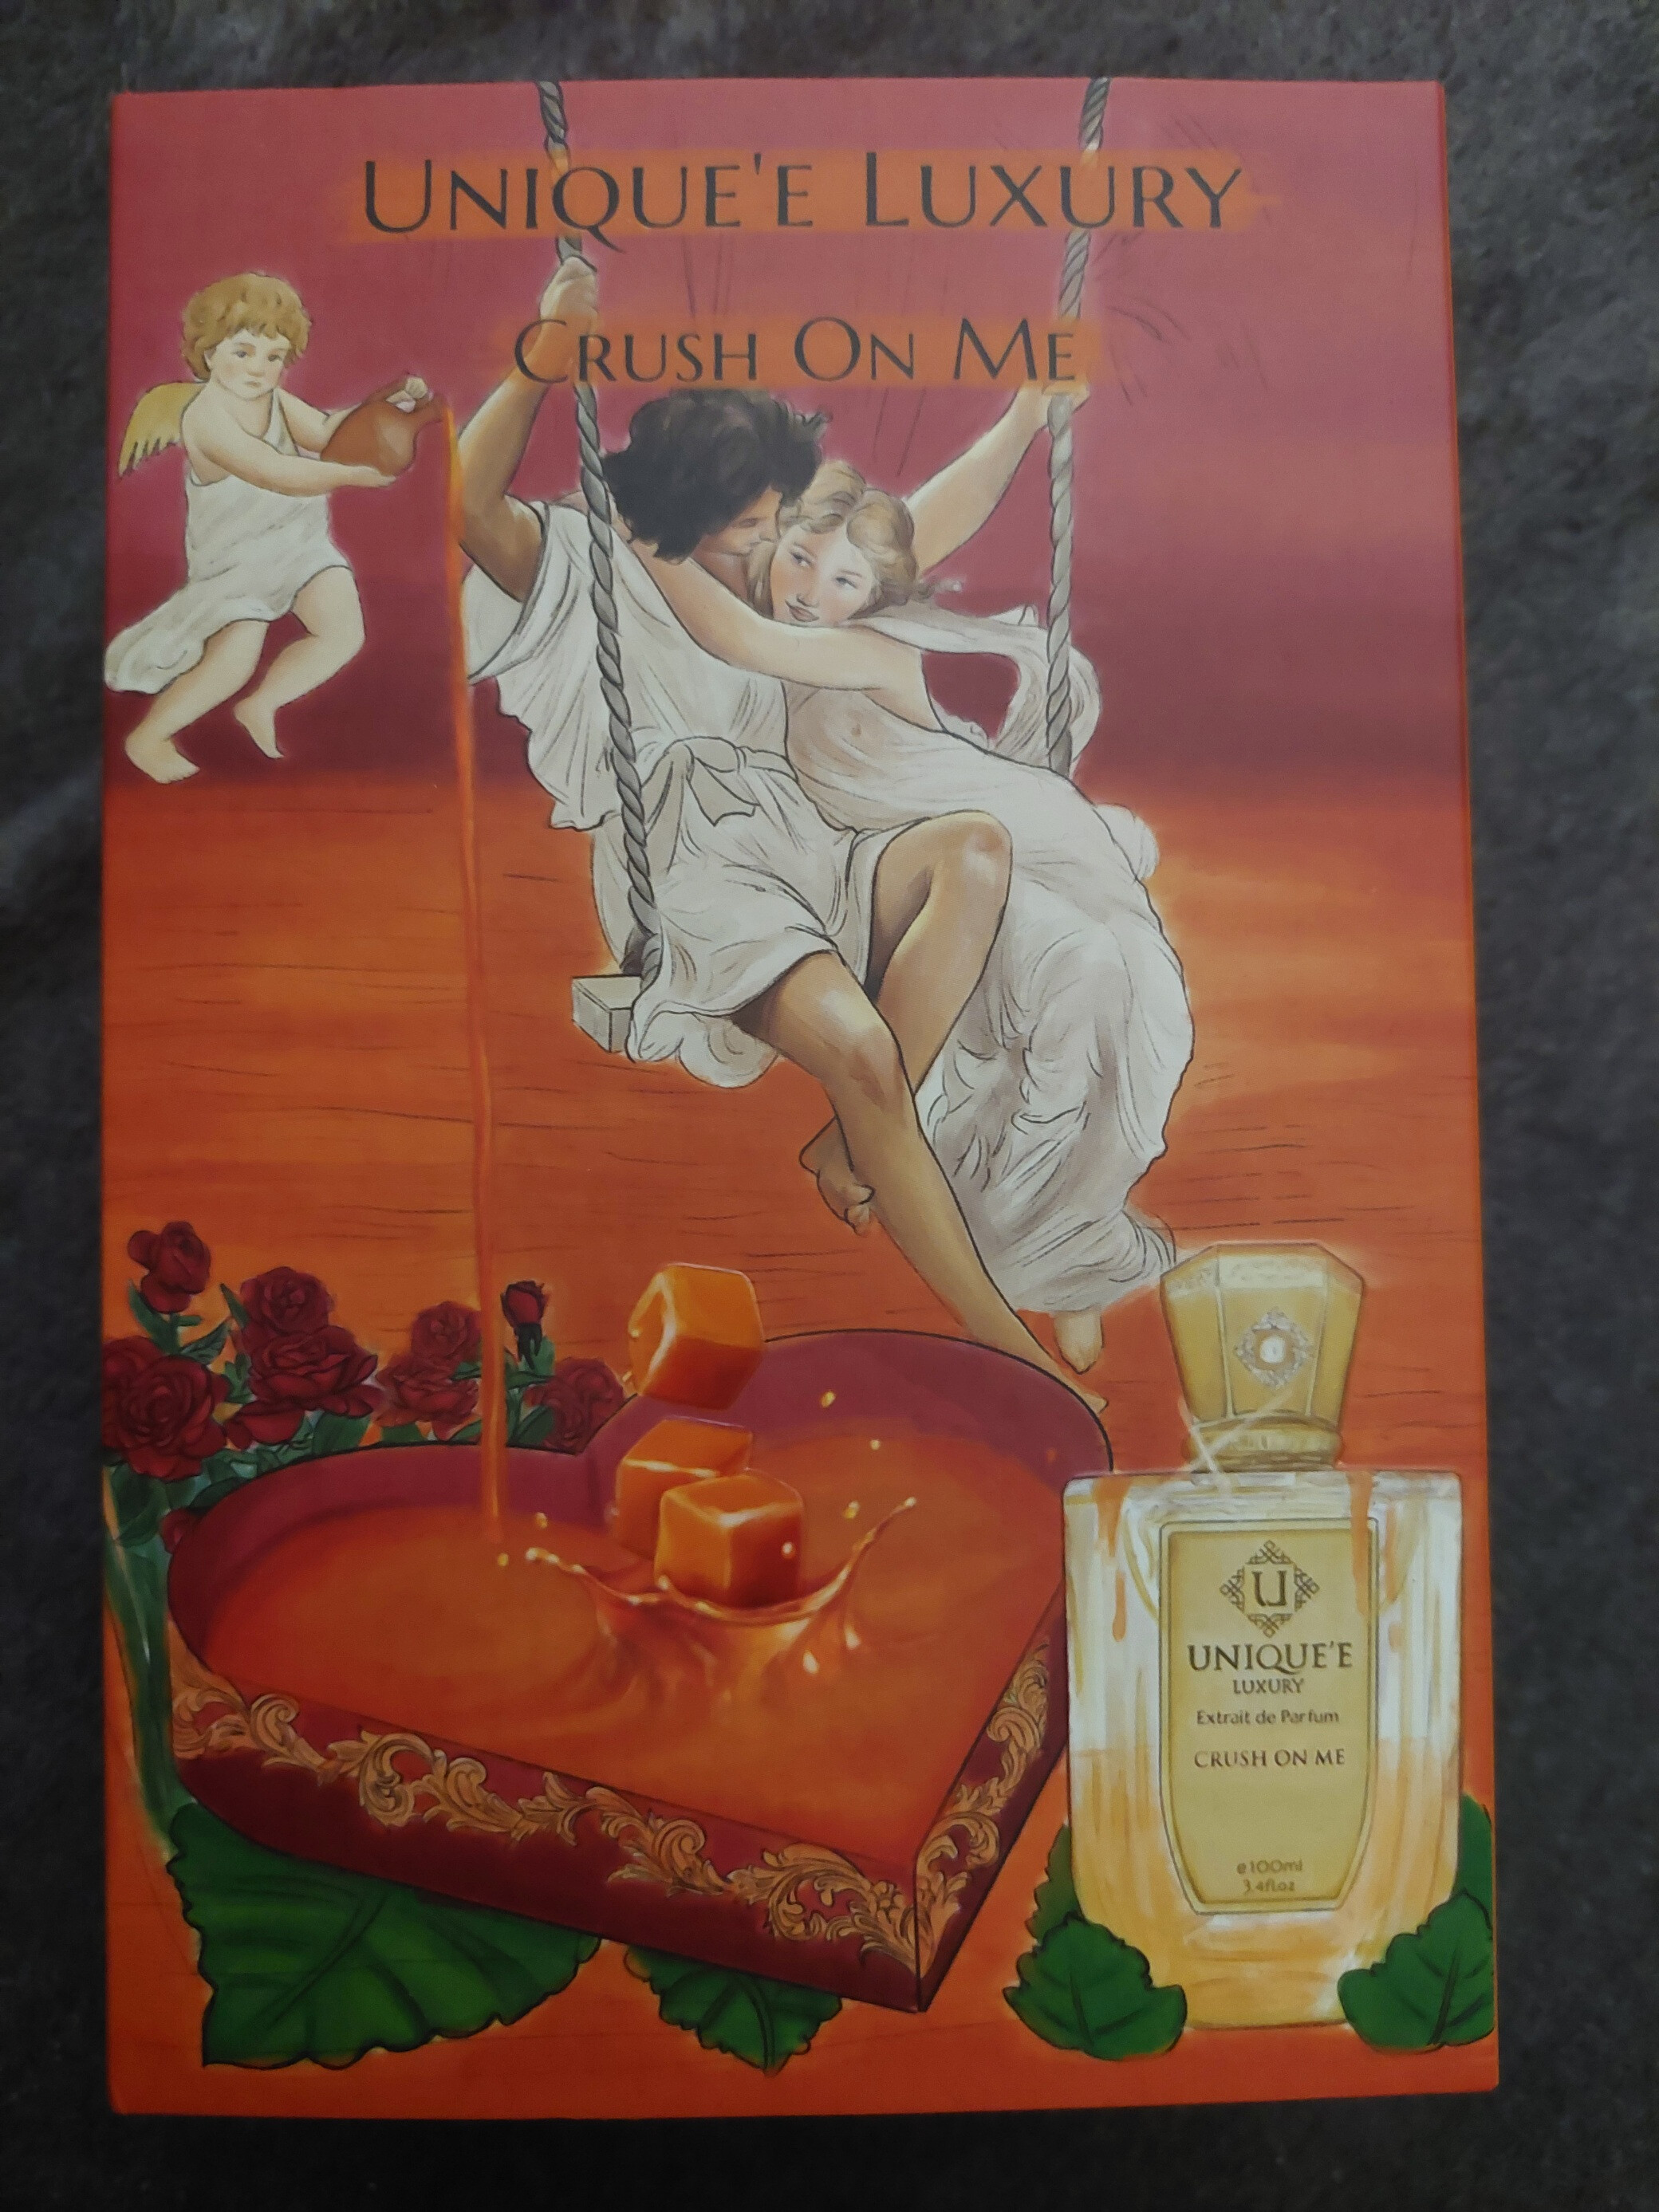 UNIQUE'E LUXURY
CRUSH ON ME
U
UNIQUE'E
LUXURY
Extrait de Parfum
CRUSH ON ME
e100ml
3.4fl.oz